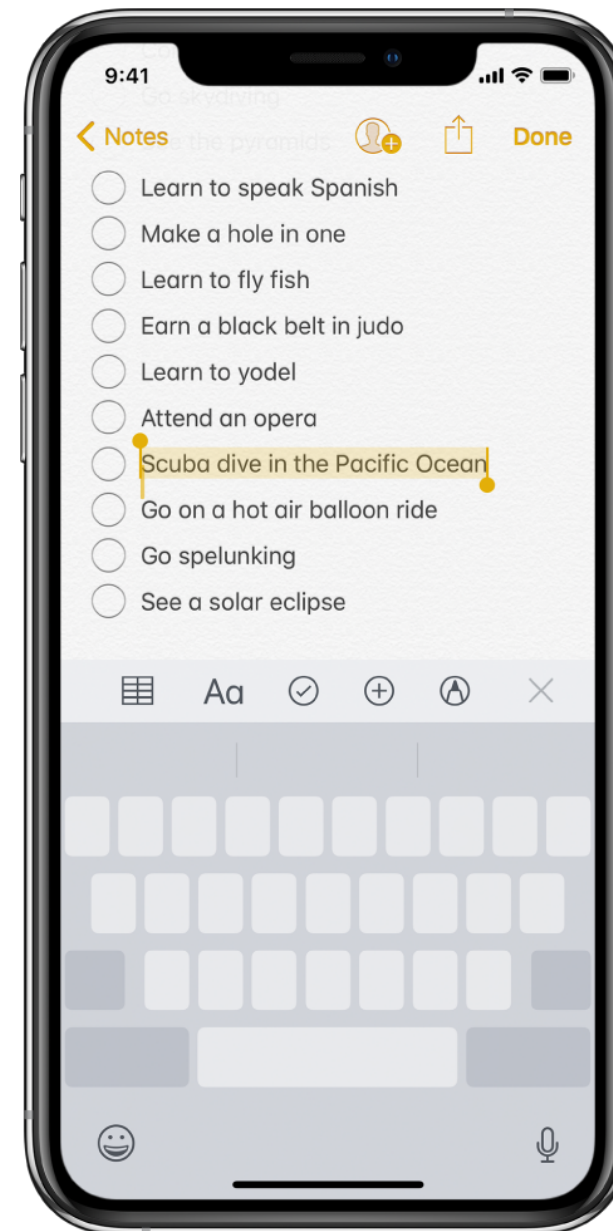 9:41
Go skydiving
Notes
the pyramids
Done
Learn to speak Spanish
Make a hole in one
Learn to fly fish
Earn a black belt in judo
Learn to yodel
Attend an opera
Scuba dive in the Pacific Ocean
Go on a hot air balloon ride
Go spelunking
See a solar eclipse
Aa